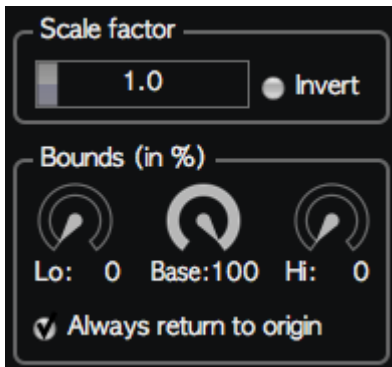 Scale factor
1.0
Invert
Bounds (in %)
Lo: 0 Base:100 Hi: 0
Always return to origin